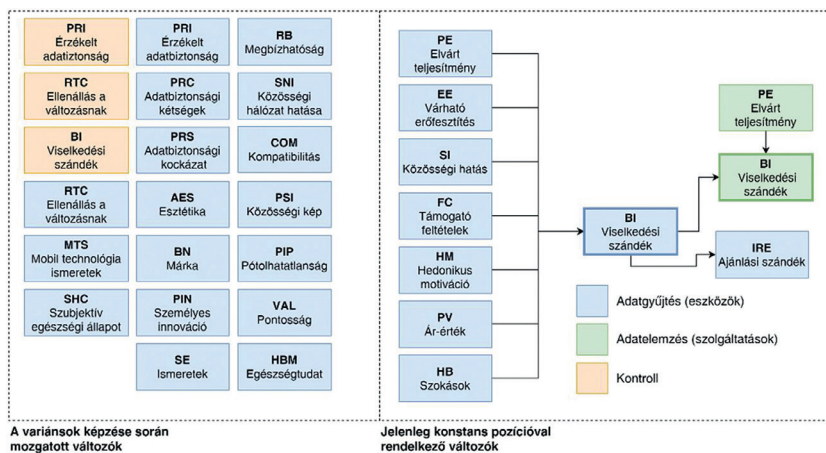 PRI
Érzékelt
adatiztonság
RTC
Ellenállás a
változásnak
BI
Viselkedési
szándék
RTC
Ellenállás a
változásnak
MTS
Mobil technológia
ismeretek
SHC
Szubjektív
egészségi állapot
PRI
Érzékelt
adatbiztonság
PRC
Adatbiztonsági
kétségek
PRS
Adatbiztonsági
kockázat
AES
Esztétika
BN
Márka
PIN
Személyes
innováció
SE
Ismeretek
RB
Megbízhatóság
SNI
Közösségi
hálózat hatása
COM
Kompatibilitás
PSI
Közösségi kép
PIP
Pótolhatatlanság
VAL
Pontosság
HBM
Egészségtudat
A variánsok képzése során
mozgatott változók
PE
Elvárt
teljesítmény
EE
Várható
erőfesztítés
SI
Közösségi hatás
FC
Támogató
feltételek
HM
Hedonikus
motiváció
PV
Ár-érték
HB
Szokások
BI
Viselkedési
szándék
PE
Elvárt
teljesítmény
BI
Viselkedési
szándék
IRE
Ajánlási szándék
Adatgyűjtés (eszközök)
Adatelemzés (szolgáltatások)
Kontroll
Jelenleg konstans pozícióval
rendelkező változók